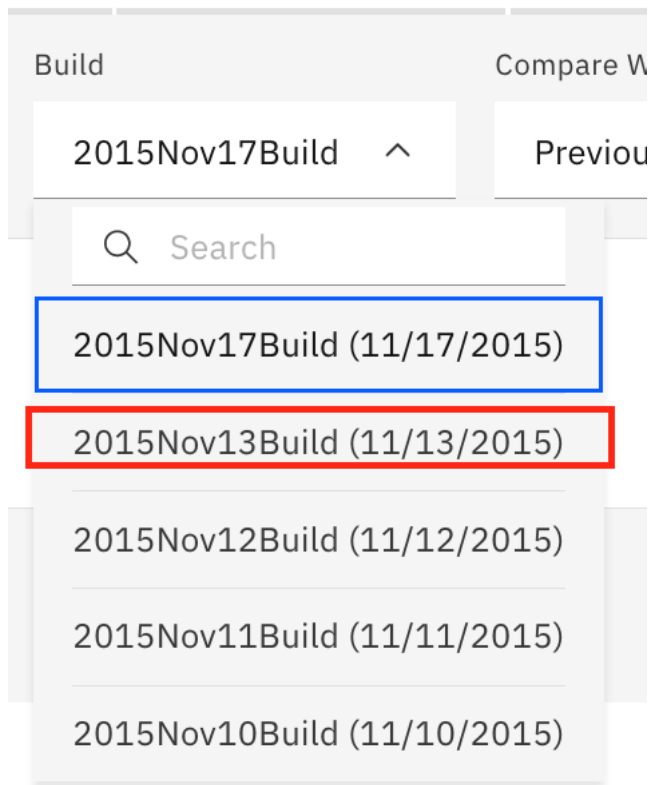 Build
Compare W
2015Nov17Build
Previou
Search
2015Nov17Build (11/17/2015)
2015Nov13Build (11/13/2015)
2015Nov12Build (11/12/2015)
2015Nov11Build (11/11/2015)
2015Nov10Build (11/10/2015)